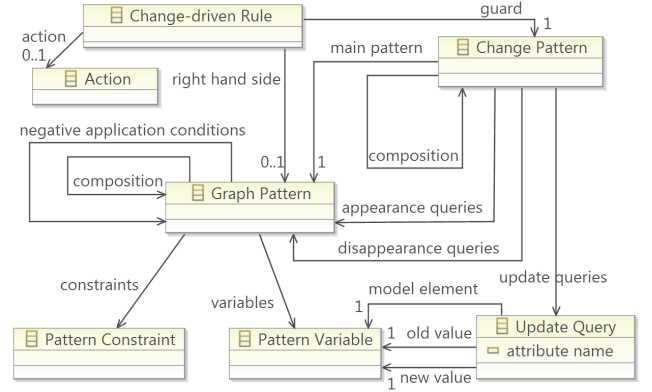 Change-driven Rule
guard
1
action
0..1
main pattern
Change Pattern
Action
right hand side
negative application conditions
composition
0..1
1
composition
Graph Pattern
appearance queries
disappearance queries
constraints
variables
model element
update queries
1
Pattern Constraint
Pattern Variable
1
old value
Update Query
attribute name
1
new value